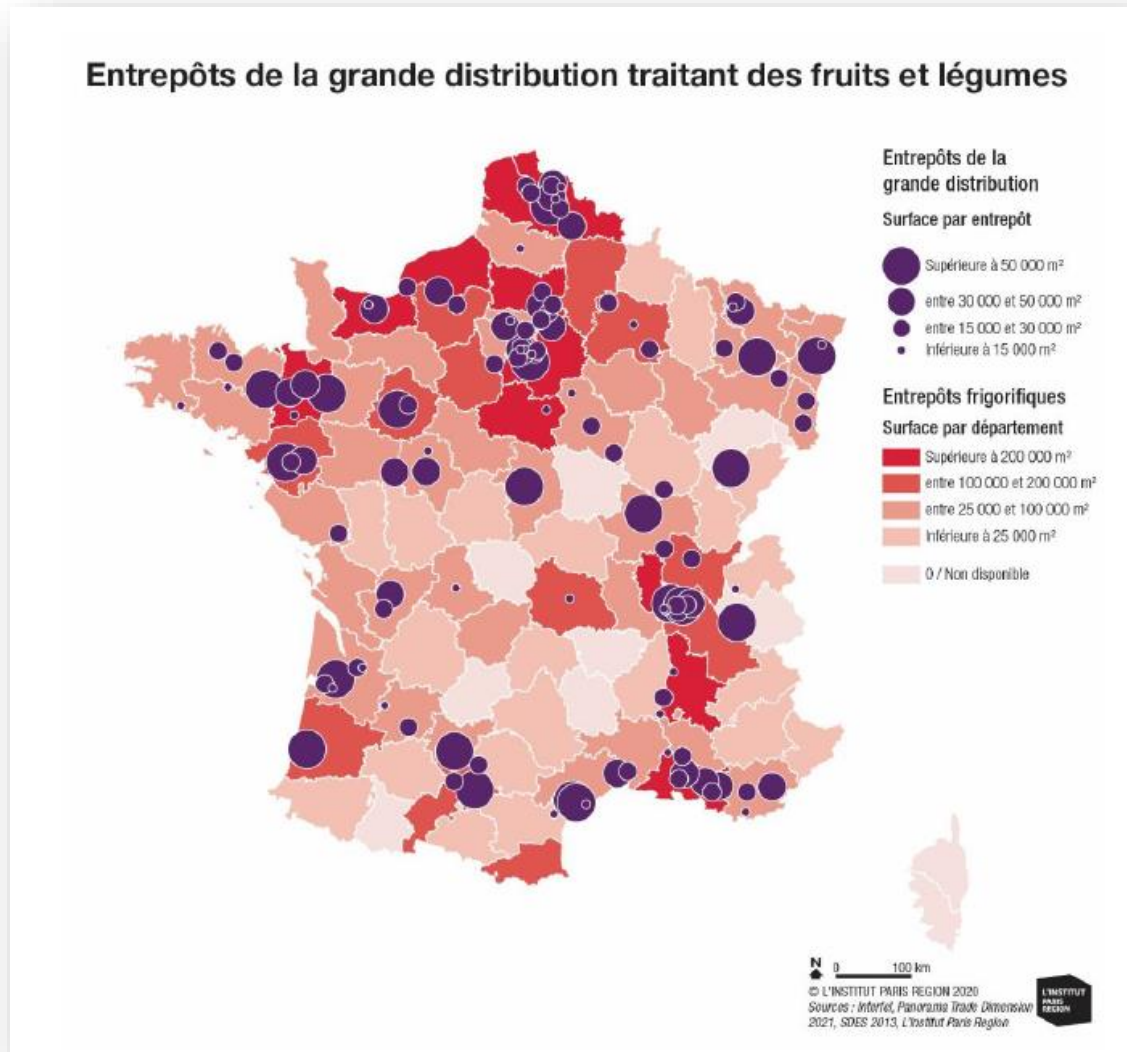 Entrepôts de la grande distribution traitant des fruits et légumes
Entrepôts de la
grande distribution
Surface par entrepôt
Supérieure à 50 000 m²
entre 30 000 et 50 000 m²
entre 15 000 et 30 000 m²
Inférieure à 15 000 m²
Entrepôts frigorifiques
Surface par département
Supérieure à 200 000 m²
entre 100 000 et 200 000 m²
entre 25 000 et 100 000 m²
Inférieure à 25 000 m²
0 / Non disponible
N
0 100 km
© L'INSTITUT PARIS REGION 2020
Sources : Interfel, Panorama Trade Dimension
2021, SDES 2013, L'Institut Paris Region
L'INSTITUT
PARIS
REGION